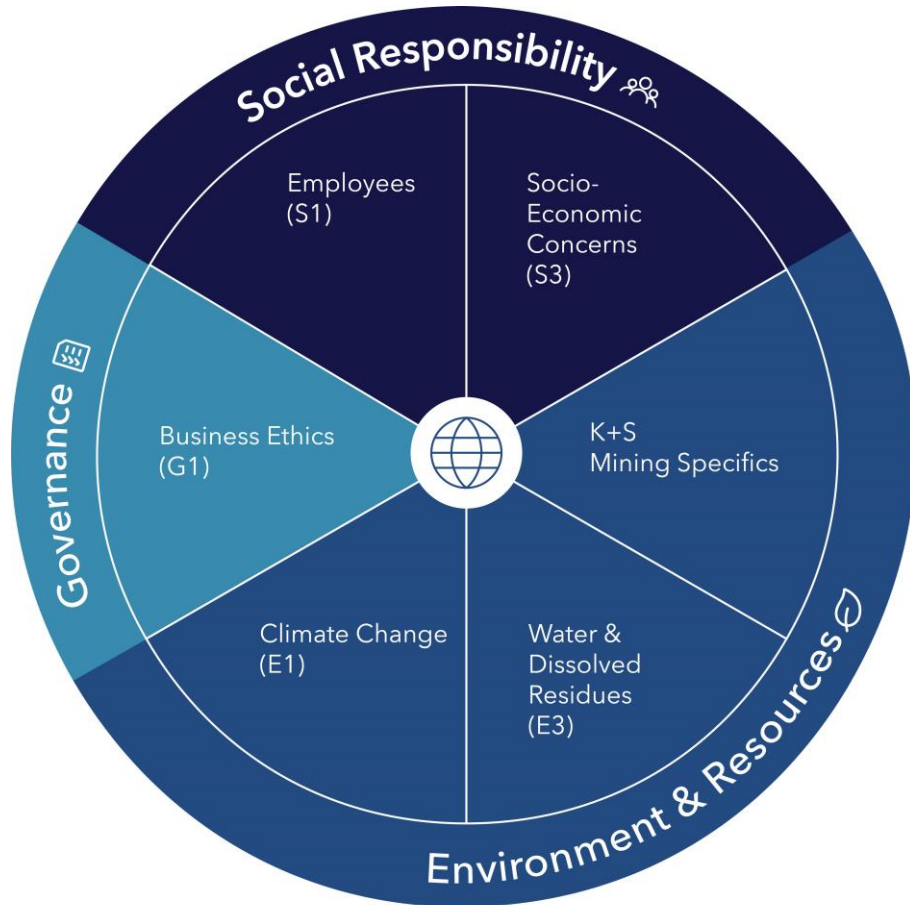 Social Responsibility
Employees
(S1)
Socio-
Economic
Concerns
(S3)
Governance
Business Ethics
(G1)
K+S
Mining Specifics
Climate Change
(E1)
Water &
Dissolved
Residues
(E3)
Environment & Resources